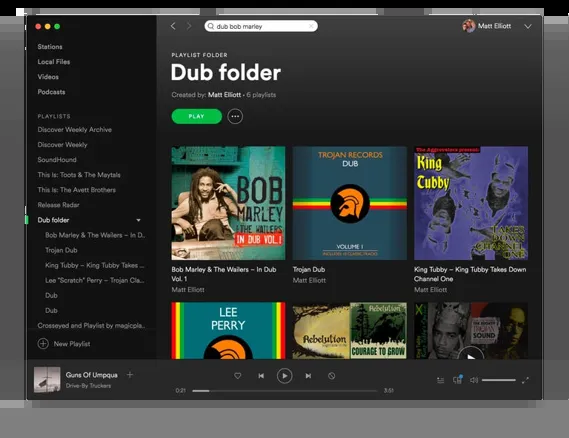 dub bob marley
Matt Elliott
Stations
Local Files
Videos
Podcasts
PLAYLISTS
Discover Weekly Archive
Discover Weekly
SoundHound
This Is: Toots & The Maytals
This Is: The Avett Brothers
Release Radar
Dub folder
Bob Marley & The Wailers – In D..
Trojan Dub
King Tubby – King Tubby Takes ...
Lee "Scratch" Perry – Trojan Cla...
Dub
Dub
Crosseyed and Playlist by magicpla..
New Playlist
PLAYLIST FOLDER
Dub folder
Created by: Matt Elliott • 6 playlists
PLAY
BOB
MARLEY
& THE
WAILERS
IN DUB VOL.1
TROJAN RECORDS
DUB
VOLUME 1
The Aggrovators present:
King
Tubby
TAKES
DOWN
CHANNEL
ONE
Bob Marley & The Wailers – In Dub
Vol. 1
Matt Elliott
Trojan Dub
Matt Elliott
King Tubby – King Tubby Takes Down
Channel One
Matt Elliott
LEE
PERRY
Rebelution
Rebelution
COURAGE TO GROW
SOUND
Guns Of Umpqua
Drive-By Truckers
0:21
3:51